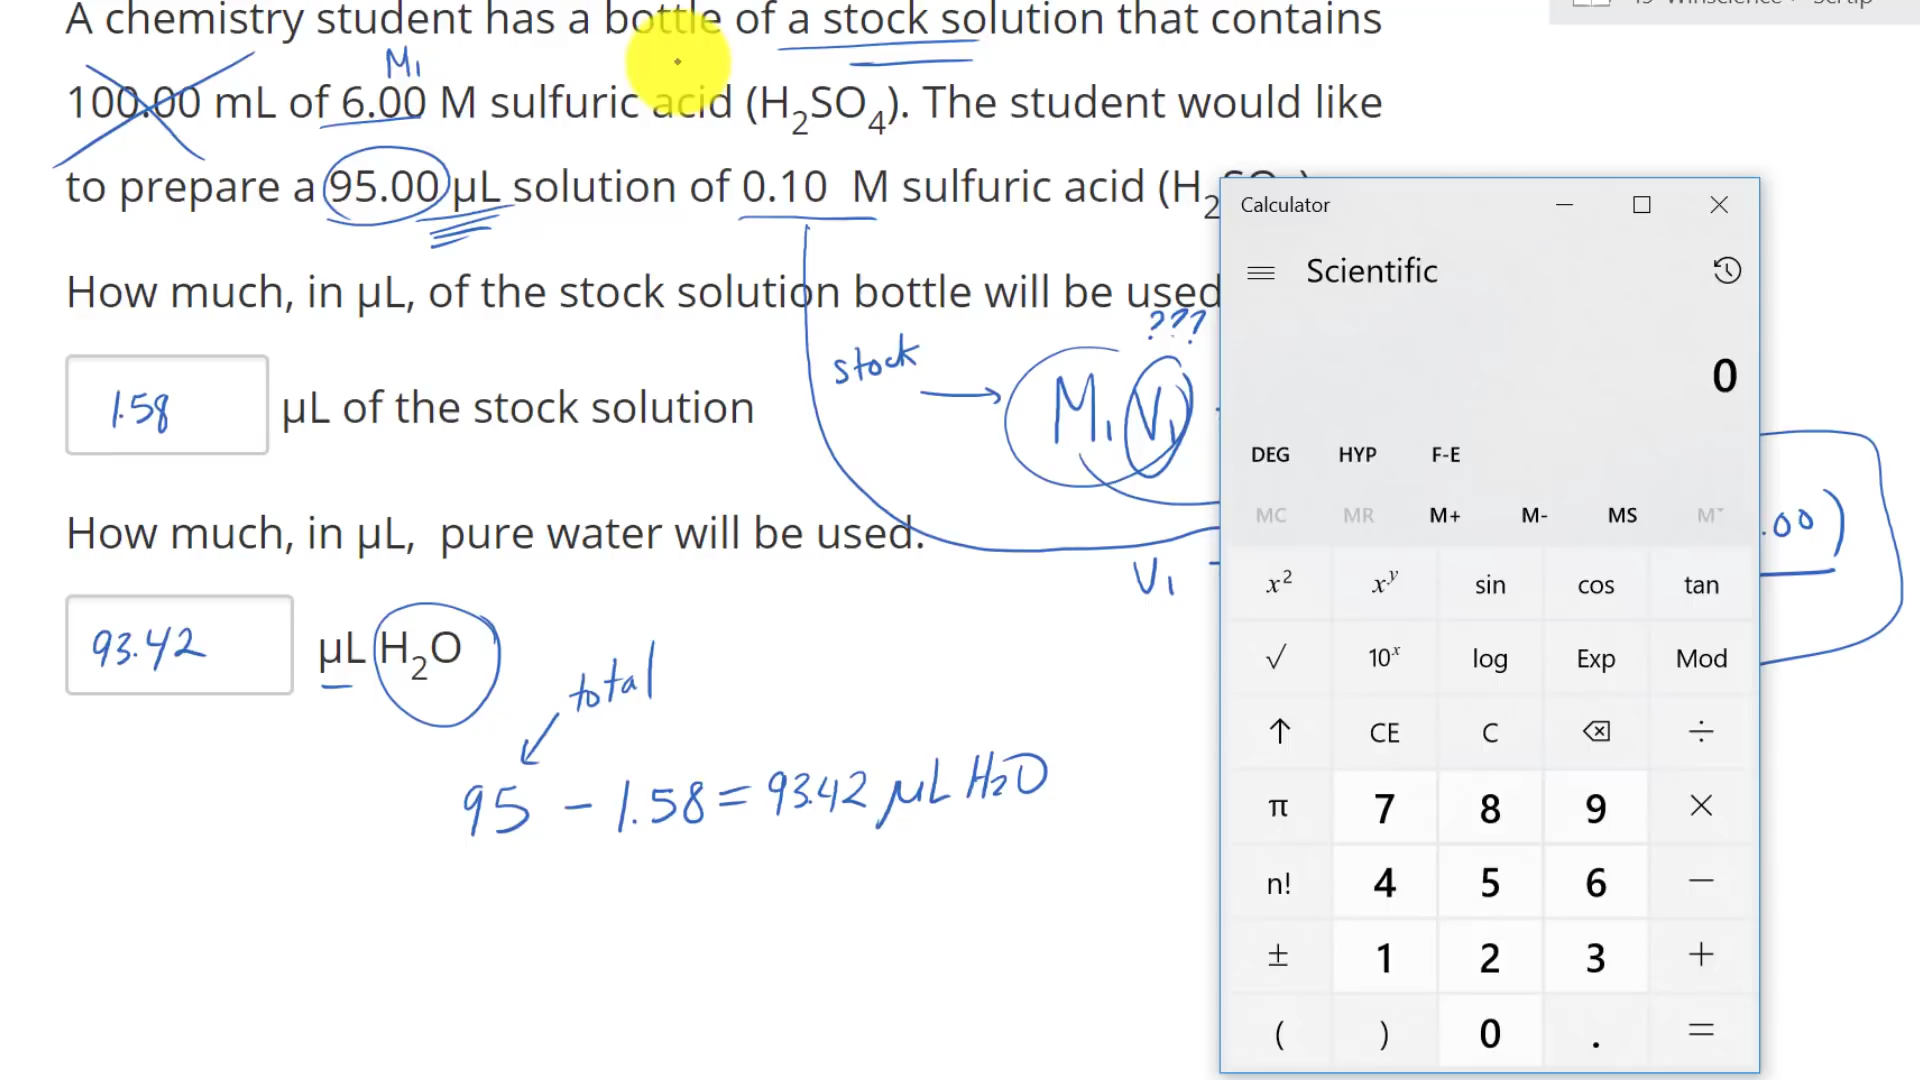 A chemistry student has a bottle of a stock solution that contains
M₁
100.00 mL of 6.00 M sulfuric acid (H₂SO₄). The student would like
to prepare a 95.00 µL solution of 0.10 M sulfuric acid (H₂SO₄)
How much, in µL, of the stock solution bottle will be used
???
stock
M₁V₁
1.58 µL of the stock solution
.00)
How much, in µL, pure water will be used.
V₁
93.42 µL H₂O
total
95 - 1.58 = 93.42 µL H₂O
Calculator
Scientific
0
DEG HYP F-E
MC MR M+ M- MS M˅
x² xʸ sin cos tan
√ 10ˣ log Exp Mod
↑ CE C ⌫ ÷
π 7 8 9 ×
n! 4 5 6 −
± 1 2 3 +
( ) 0 . =